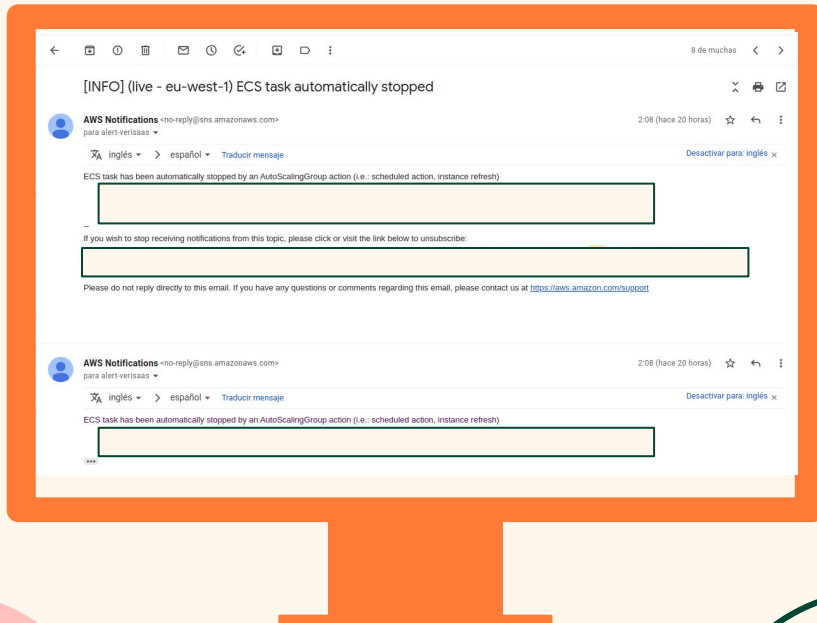 8 de muchas
[INFO] (live - eu-west-1) ECS task automatically stopped
AWS Notifications <no-reply@sns.amazonaws.com>
2:08 (hace 20 horas)
para alert-verisaas
inglés > español Traducir mensaje
Desactivar para: inglés x
ECS task has been automatically stopped by an AutoScalingGroup action (i.e.: scheduled action, instance refresh)
--
If you wish to stop receiving notifications from this topic, please click or visit the link below to unsubscribe:
Please do not reply directly to this email. If you have any questions or comments regarding this email, please contact us at https://aws.amazon.com/support
AWS Notifications <no-reply@sns.amazonaws.com>
2:08 (hace 20 horas)
para alert-verisaas
inglés > español Traducir mensaje
Desactivar para: inglés x
ECS task has been automatically stopped by an AutoScalingGroup action (i.e.: scheduled action, instance refresh)